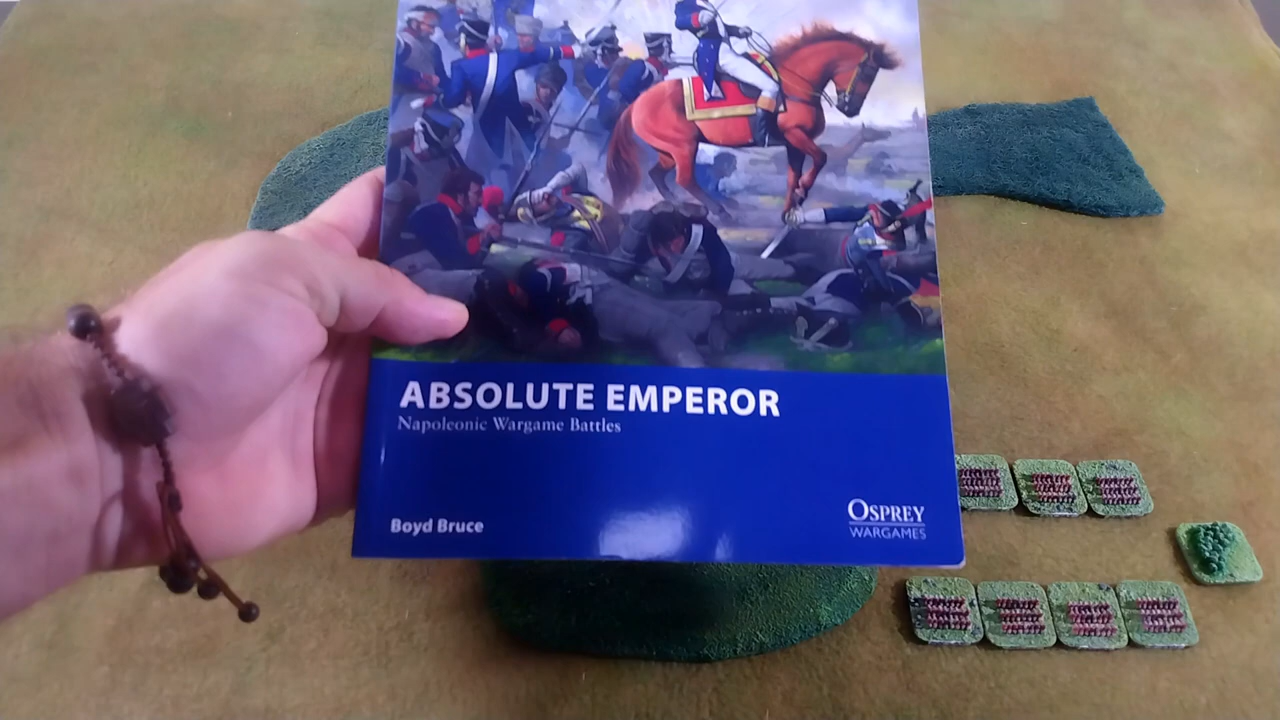 ABSOLUTE EMPEROR
Napoleonic Wargame Battles
Boyd Bruce
OSPREY
WARGAMES